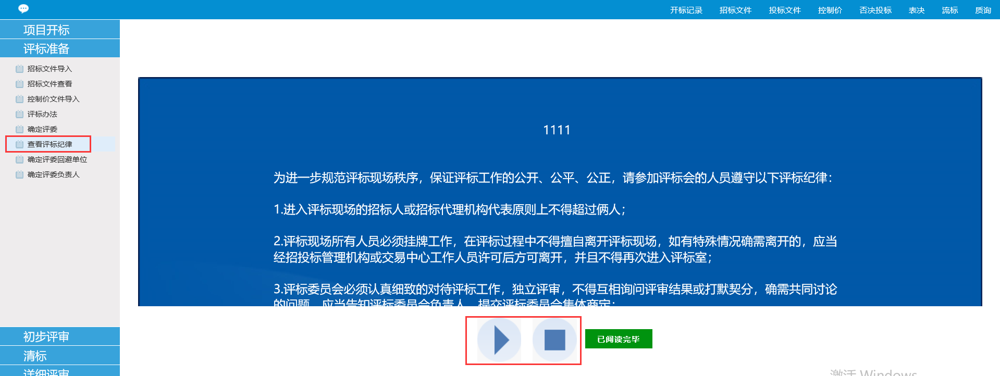 开标记录 招标文件 投标文件 控制价 否决投标 表决 流标 质询
项目开标
评标准备
招标文件导入
招标文件查看
控制价文件导入
评标办法
确定评委
查看评标纪律
确定评委回避单位
确定评委负责人
初步评审
清标
详细评审
1111
为进一步规范评标现场秩序，保证评标工作的公开、公平、公正，请参加评标会的人员遵守以下评标纪律：
1.进入评标现场的招标人或招标代理机构代表原则上不得超过俩人；
2.评标现场所有人员必须挂牌工作，在评标过程中不得擅自离开评标现场，如有特殊情况确需离开的，应当
经招投标管理机构或交易中心工作人员许可后方可离开，并且不得再次进入评标室；
3.评标委员会必须认真细致的对待评标工作，独立评审，不得互相询问评审结果或打默契分，确需共同讨论
的问题，应当告知评标委员会负责人，提交评标委员会集体商定；
已阅读完毕
激活 Windows